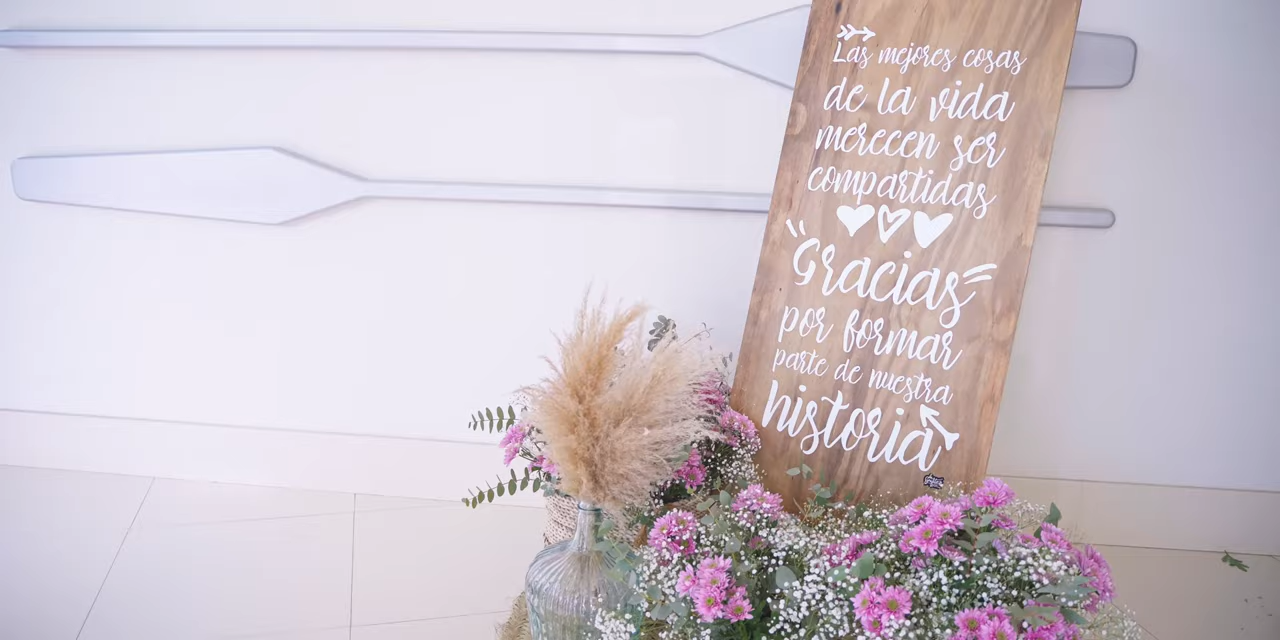 Las mejores cosas
de la vida
merecen ser
compartidas
"Gracias"
por formar
parte de nuestra
historia